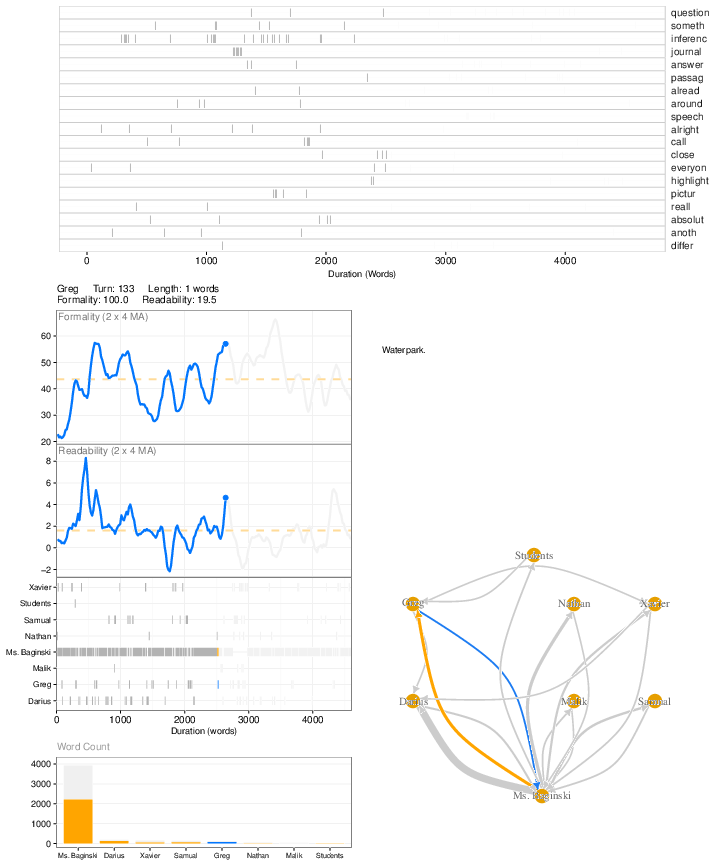 question
someth
inferenc
journal
answer
passag
alread
around
speech
alright
call
close
everyon
highlight
pictur
reall
absolut
anoth
differ
0 1000 2000 3000 4000
Duration (Words)
Greg Turn: 133 Length: 1 words
Formality: 100.0 Readability: 19.5
Formality (2 x 4 MA)
60
50
40
30
20
Waterpark.
Readability (2 x 4 MA)
8
6
4
2
0
−2
Xavier
Students
Samual
Nathan
Ms. Baginski
Malik
Greg
Darius
0 1000 2000 3000 4000
Duration (words)
Students
Greg Nathan Xavier
Darius Malik Samual
Ms. Baginski
Word Count
4000
3000
2000
1000
0
Ms. Baginski Darius Xavier Samual Greg Nathan Malik Students